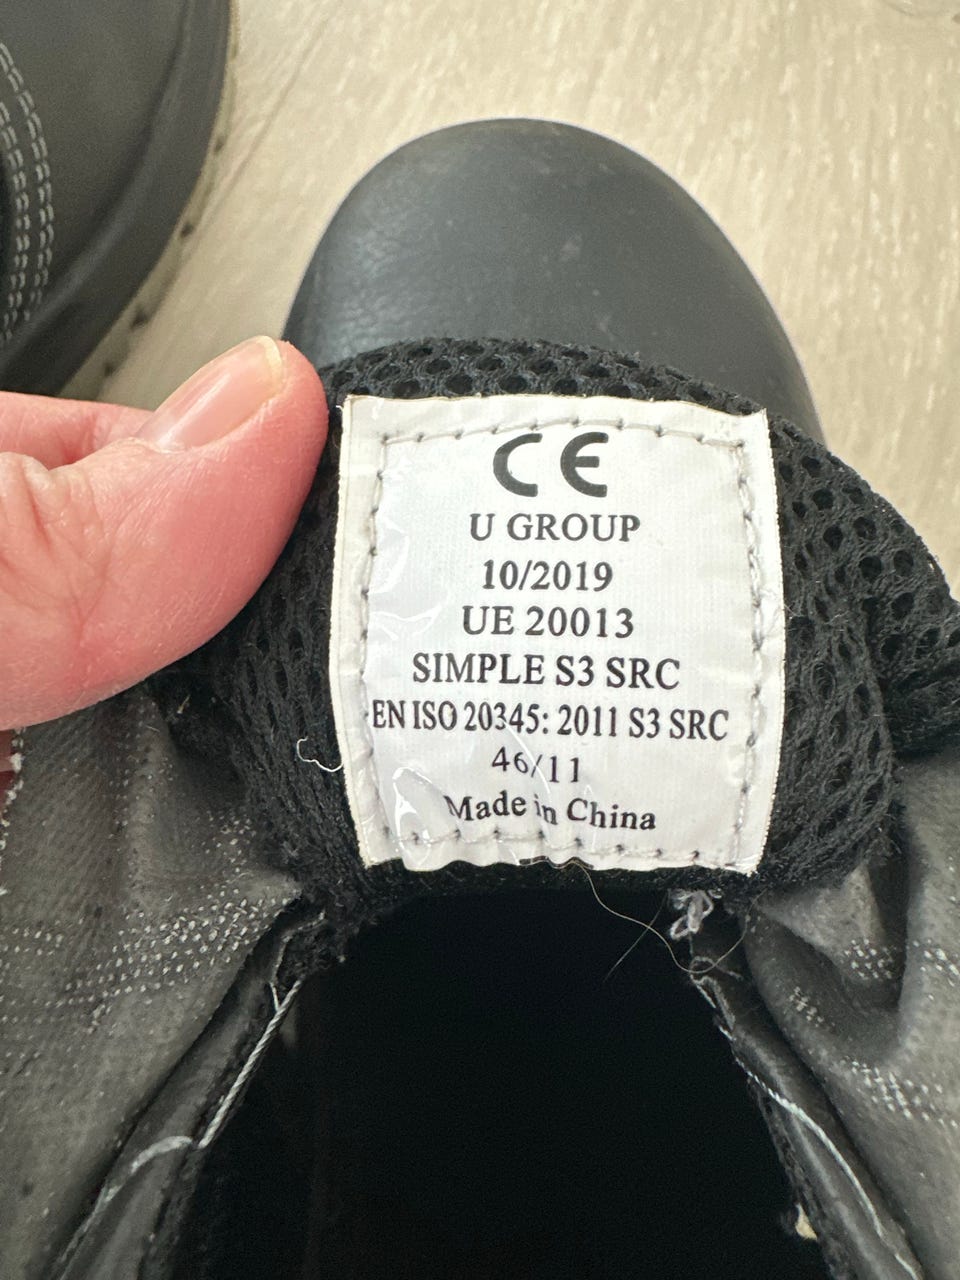 CE
U GROUP
10/2019
UE 20013
SIMPLE S3 SRC
EN ISO 20345: 2011 S3 SRC
46/11
Made in China